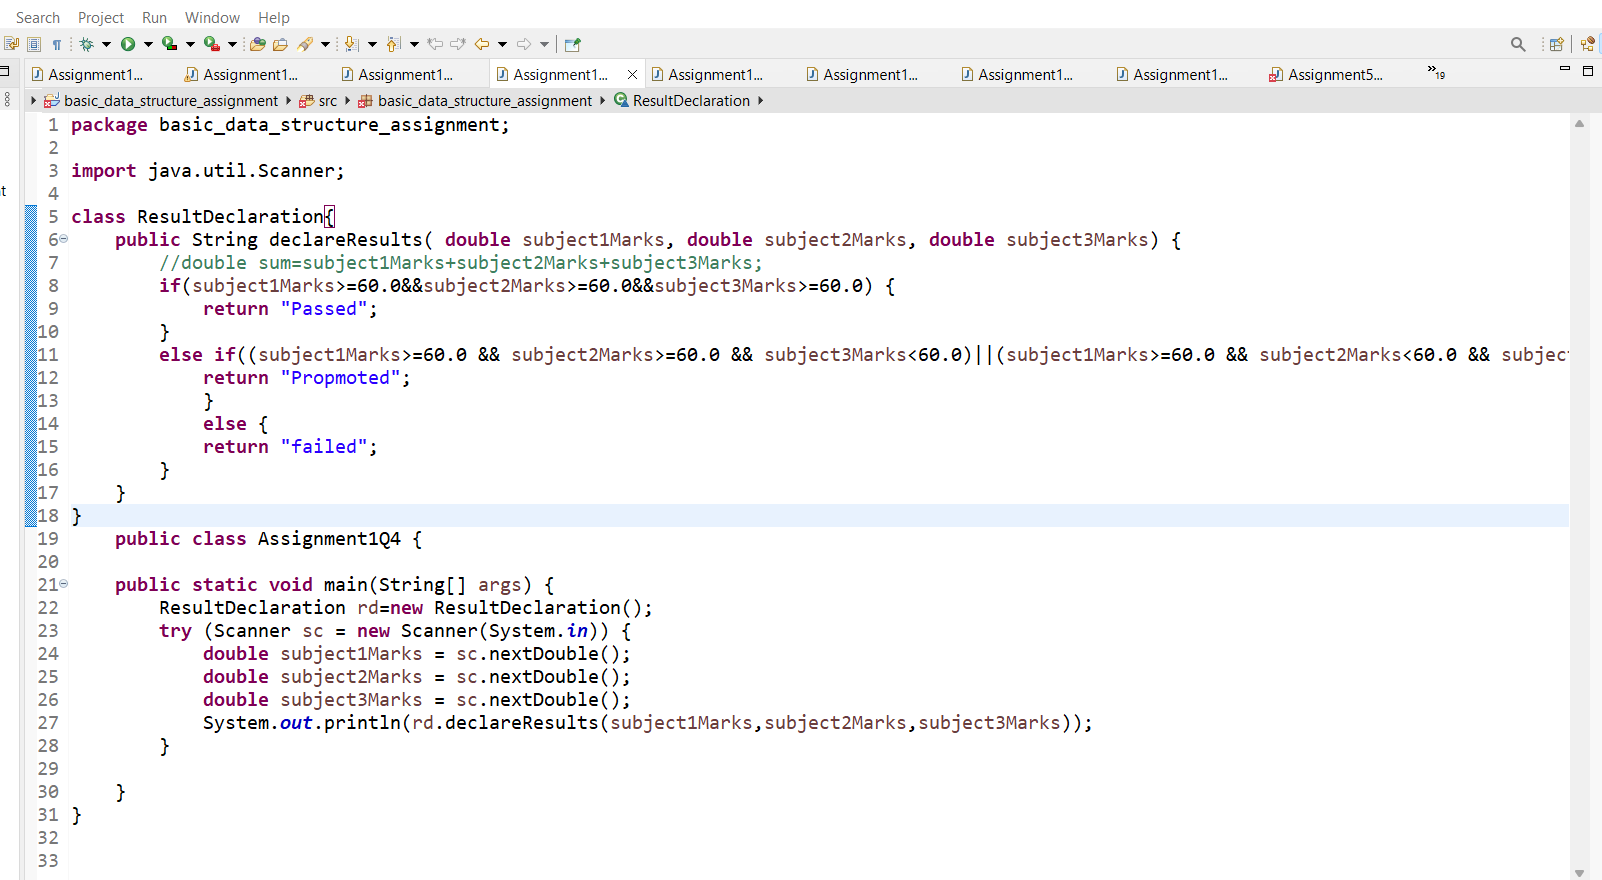 Search Project Run Window Help
Assignment1... Assignment1... Assignment1... Assignment1... Assignment1... Assignment1... Assignment1... Assignment1... Assignment5... »19
basic_data_structure_assignment src basic_data_structure_assignment ResultDeclaration
1 package basic_data_structure_assignment;
2
3 import java.util.Scanner;
4
5 class ResultDeclaration{
6 public String declareResults( double subject1Marks, double subject2Marks, double subject3Marks) {
7 //double sum=subject1Marks+subject2Marks+subject3Marks;
8 if(subject1Marks>=60.0&&subject2Marks>=60.0&&subject3Marks>=60.0) {
9 return "Passed";
10 }
11 else if((subject1Marks>=60.0 && subject2Marks>=60.0 && subject3Marks<60.0)||(subject1Marks>=60.0 && subject2Marks<60.0 && subjec
12 return "Propmoted";
13 }
14 else {
15 return "failed";
16 }
17 }
18 }
19 public class Assignment1Q4 {
20
21 public static void main(String[] args) {
22 ResultDeclaration rd=new ResultDeclaration();
23 try (Scanner sc = new Scanner(System.in)) {
24 double subject1Marks = sc.nextDouble();
25 double subject2Marks = sc.nextDouble();
26 double subject3Marks = sc.nextDouble();
27 System.out.println(rd.declareResults(subject1Marks,subject2Marks,subject3Marks));
28 }
29
30 }
31 }
32
33